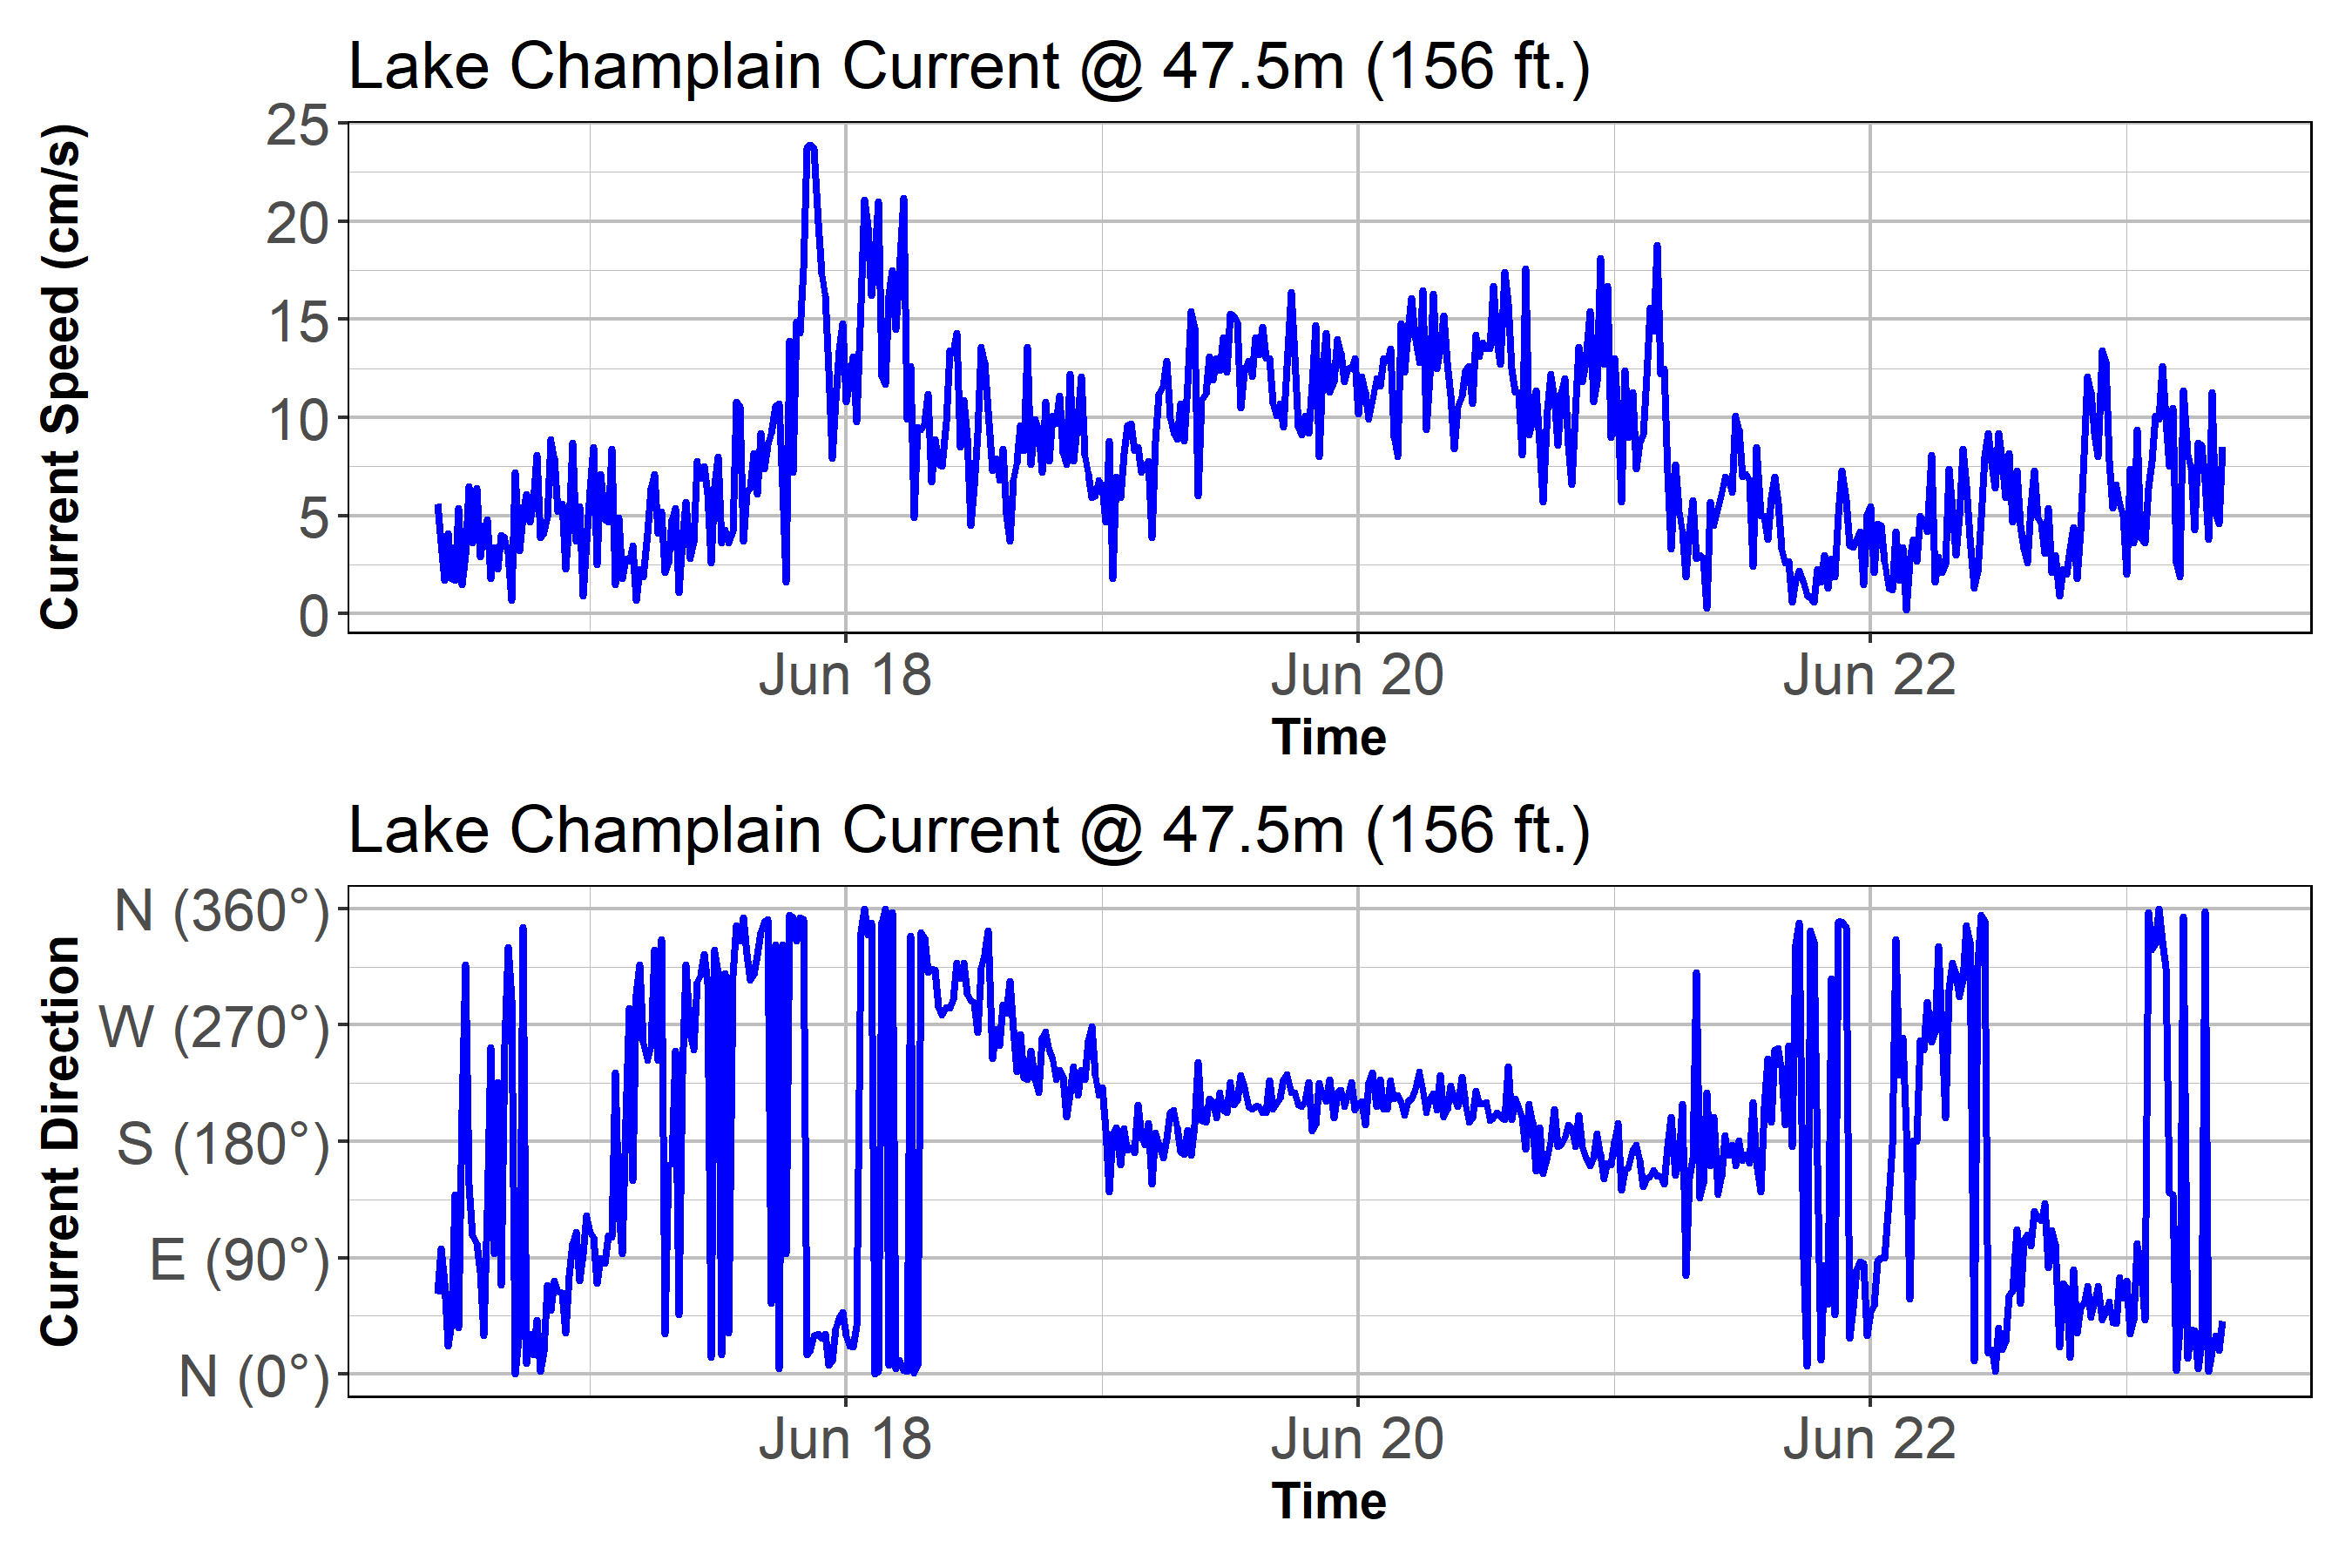 Lake Champlain Current @ 47.5m (156 ft.)
Current Speed (cm/s)
25
20
15
10
5
0
Jun 18
Jun 20
Jun 22
Time
Lake Champlain Current @ 47.5m (156 ft.)
Current Direction
N (360°)
W (270°)
S (180°)
E (90°)
N (0°)
Jun 18
Jun 20
Jun 22
Time